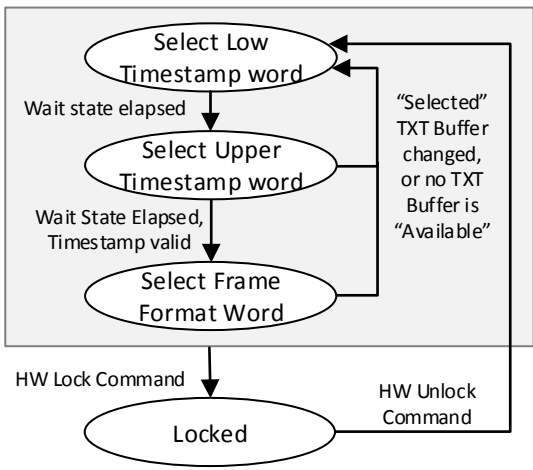 Select Low
Timestamp word
Wait state elapsed
Select Upper
Timestamp word
Wait State Elapsed,
Timestamp valid
Select Frame
Format Word
“Selected”
TXT Buffer
changed,
or no TXT
Buffer is
“Available”
HW Lock Command
HW Unlock
Command
Locked